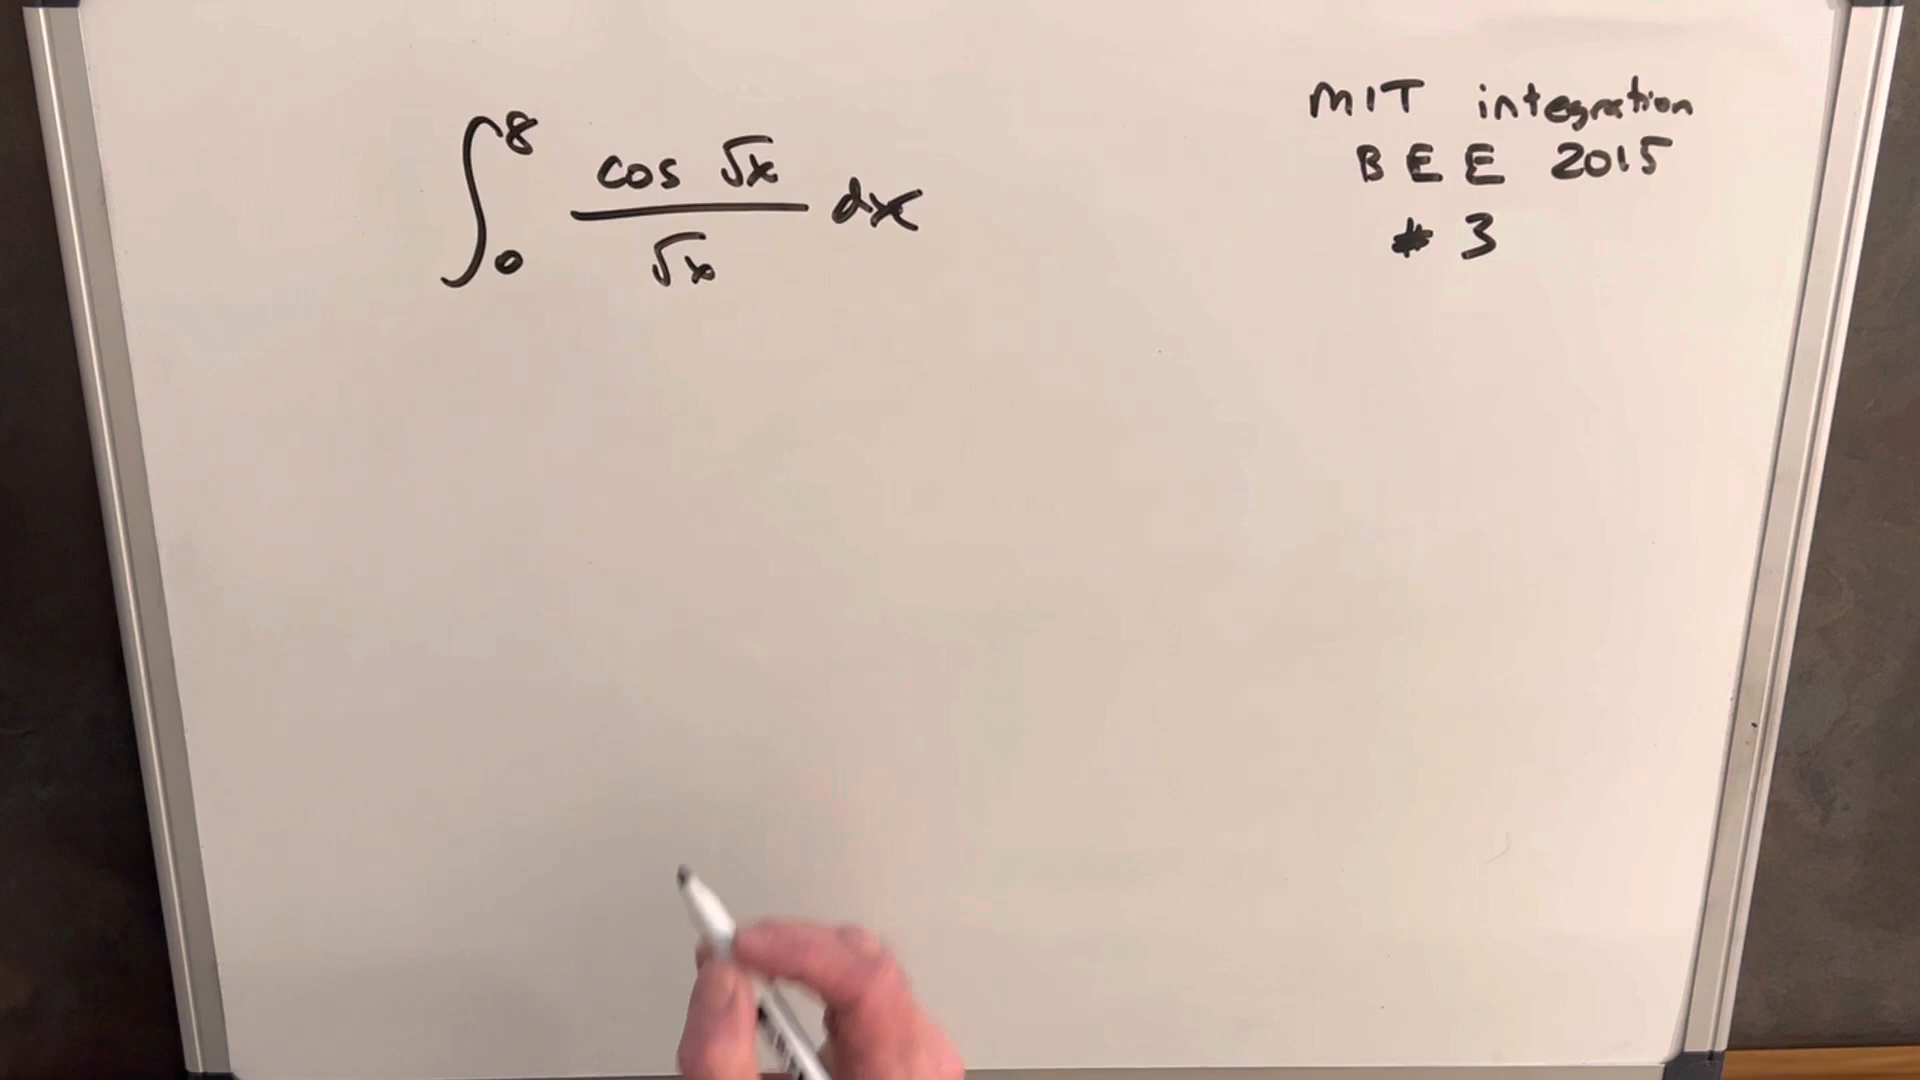 ∫₀⁸ cos √x / √x dx
MIT integration
BEE 2015
# 3